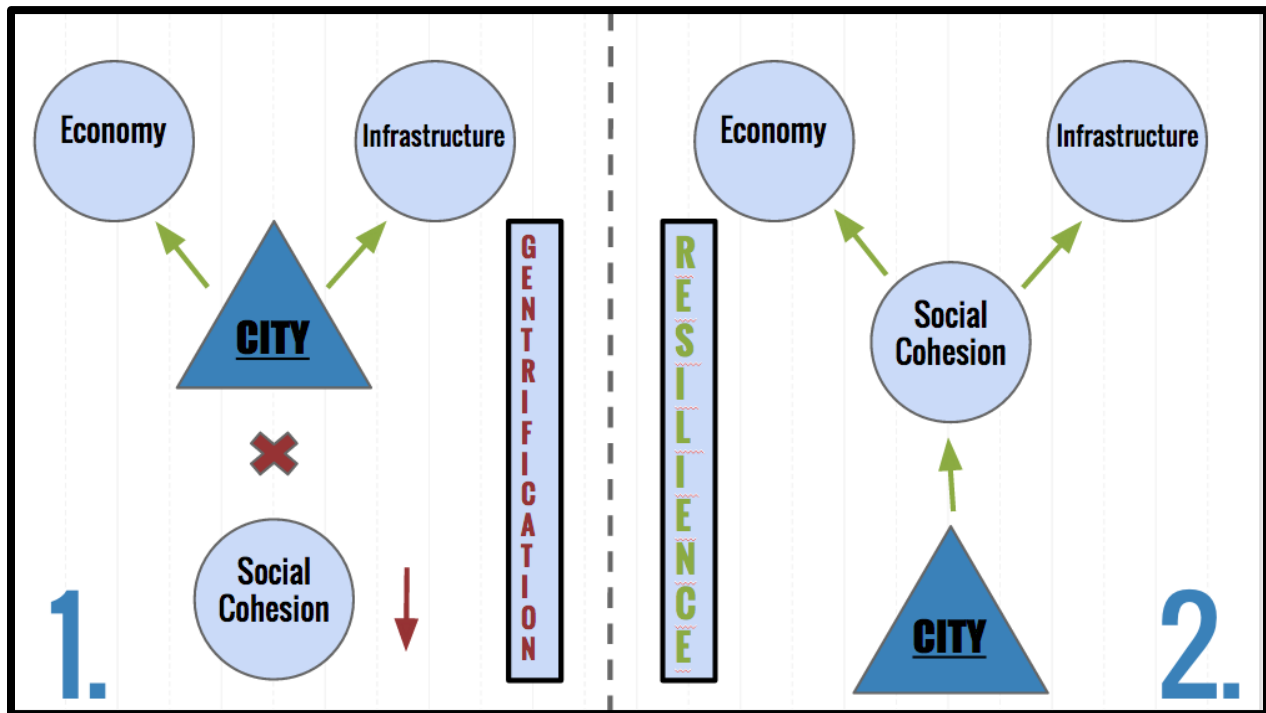 Economy
Infrastructure
CITY
Social
Cohesion
GENTRIFICATION
1.
RESILIENCE
Economy
Infrastructure
Social
Cohesion
CITY
2.